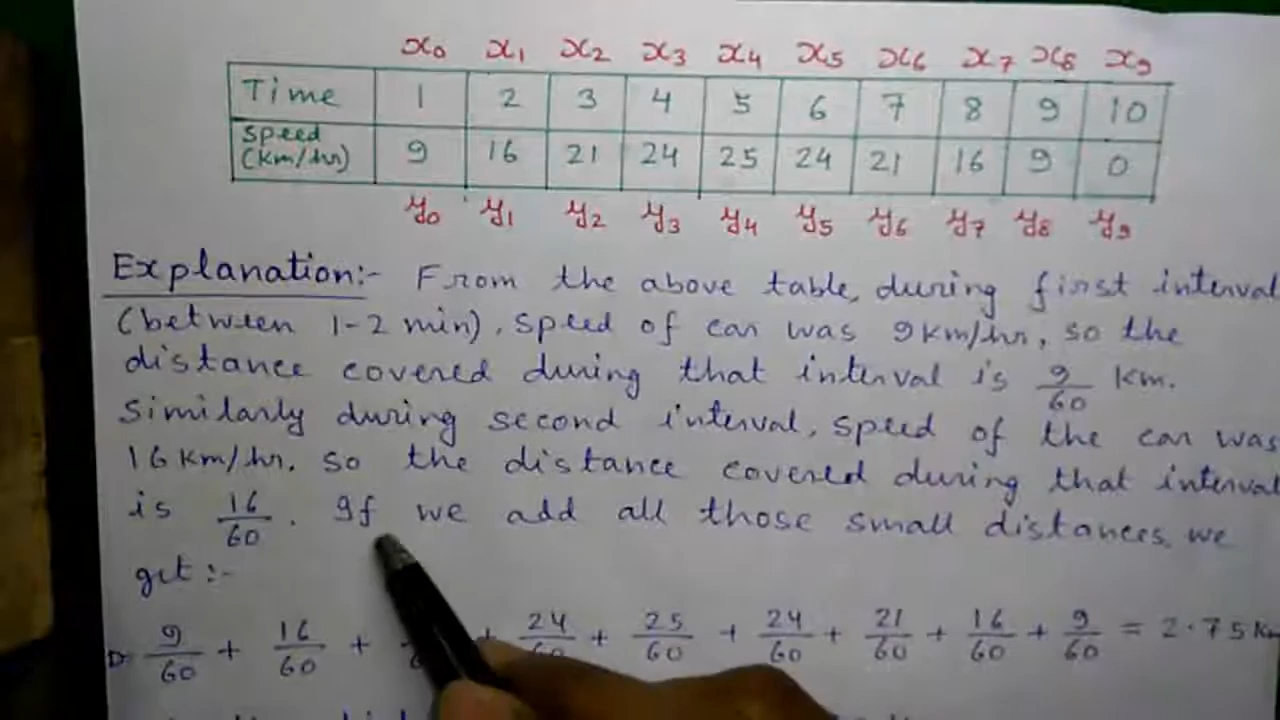 x0 x1 x2 x3 x4 x5 x6 x7 x8 x9
Time 1 2 3 4 5 6 7 8 9 10
Speed (Km/hr) 9 16 21 24 25 24 21 16 9 0
y0 y1 y2 y3 y4 y5 y6 y7 y8 y9
Explanation:- From the above table, during first interval
(between 1-2 min), speed of car was 9 km/hr, so the
distance covered during that interval is 9/60 Km.
Similarly during second interval, speed of the car was
16 Km/hr. So the distance covered during that interval
is 16/60. If we add all those small distances, we
get:-
9/60 + 16/60 + + 24/60 + 25/60 + 24/60 + 21/60 + 16/60 + 9/60 = 2.75 Km